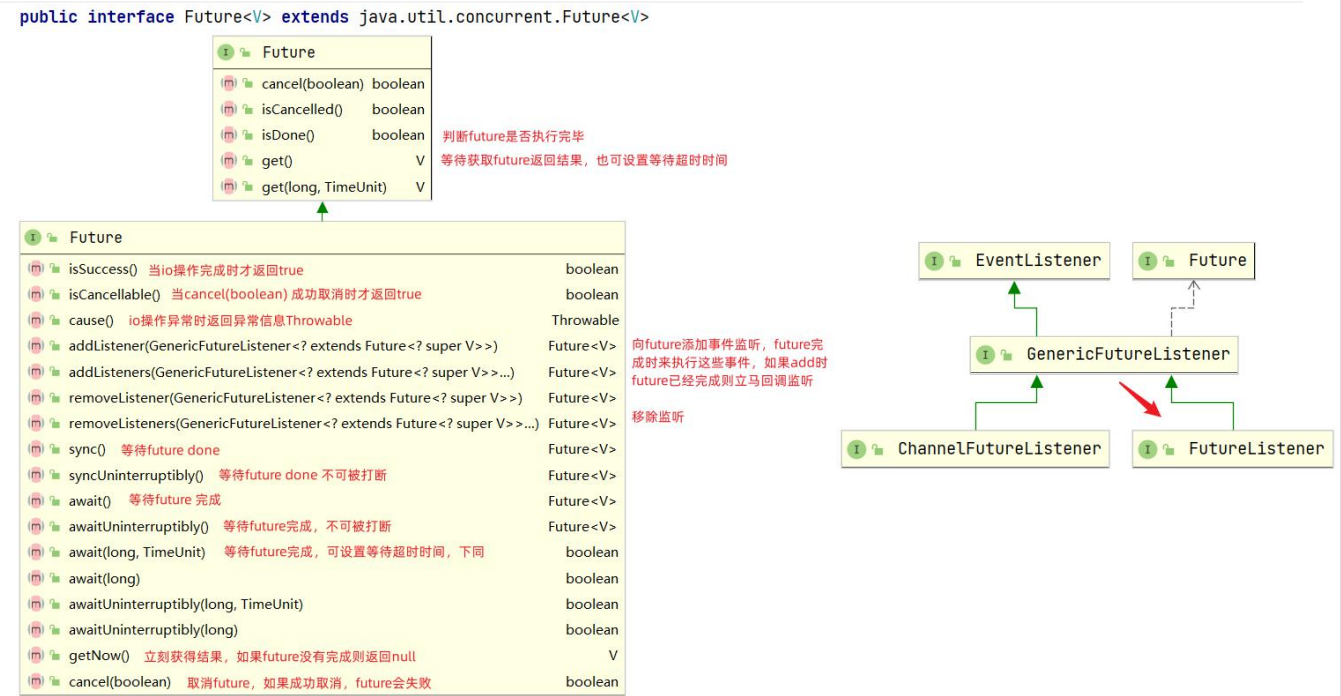 public interface Future<V> extends java.util.concurrent.Future<V>
I Future
m cancel(boolean) boolean
m isCancelled() boolean
m isDone() boolean 判断future是否执行完毕
m get() V 等待获取future返回结果，也可设置等待超时时间
m get(long, TimeUnit) V
I Future
m isSuccess() 当io操作完成时才返回true boolean
m isCancellable() 当cancel(boolean) 成功取消时才返回true boolean
m cause() io操作异常时返回异常信息Throwable Throwable
m addListener(GenericFutureListener<? extends Future<? super V>>) Future<V>
m addListeners(GenericFutureListener<? extends Future<? super V>>...) Future<V>
m removeListener(GenericFutureListener<? extends Future<? super V>>) Future<V>
m removeListeners(GenericFutureListener<? extends Future<? super V>>...) Future<V>
m sync() 等待future done Future<V>
m syncUninterruptibly() 等待future done 不可被打断 Future<V>
m await() 等待future 完成 Future<V>
m awaitUninterruptibly() 等待future完成，不可被打断 Future<V>
m await(long, TimeUnit) 等待future完成，可设置等待超时时间，下同 boolean
m await(long) boolean
m awaitUninterruptibly(long, TimeUnit) boolean
m awaitUninterruptibly(long) boolean
m getNow() 立刻获得结果，如果future没有完成则返回null V
m cancel(boolean) 取消future，如果成功取消，future会失败 boolean
向future添加事件监听，future完
成时来执行这些事件，如果add时
future已经完成则立马回调监听
移除监听
I EventListener
I Future
I GenericFutureListener
I ChannelFutureListener
I FutureListener